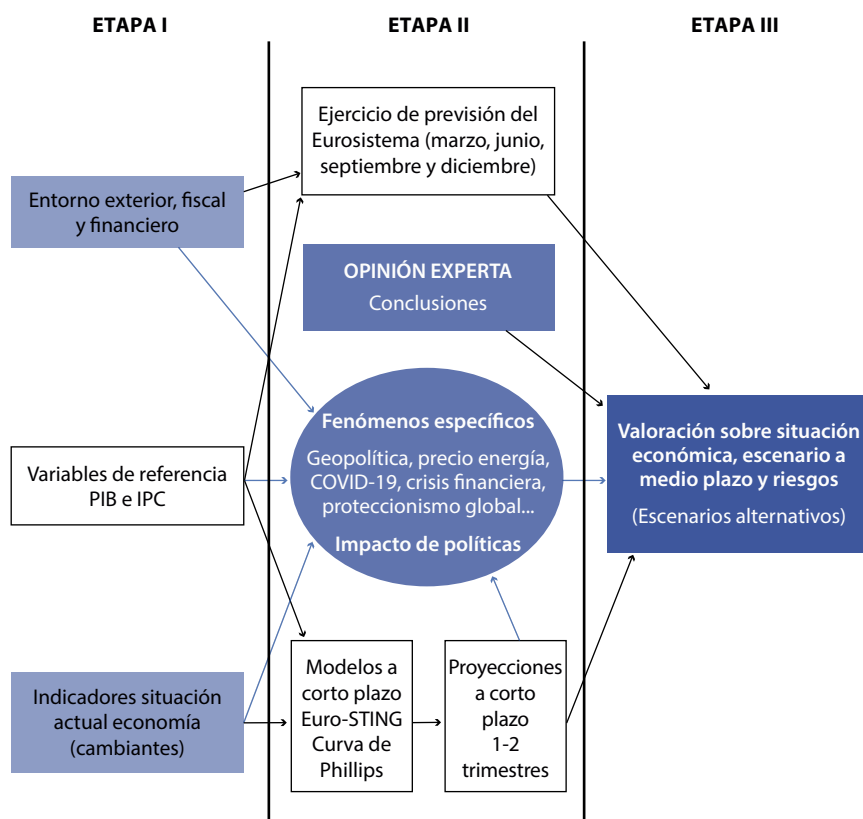 ETAPA I
ETAPA II
ETAPA III
Ejercicio de previsión del
Eurosistema (marzo, junio,
septiembre y diciembre)
Entorno exterior, fiscal
y financiero
OPINIÓN EXPERTA
Conclusiones
Fenómenos específicos
Geopolítica, precio energía,
COVID-19, crisis financiera,
proteccionismo global...
Impacto de políticas
Valoración sobre situación
económica, escenario a
medio plazo y riesgos
(Escenarios alternativos)
Variables de referencia
PIB e IPC
Indicadores situación
actual economía
(cambiantes)
Modelos a
corto plazo
Euro-STING
Curva de
Phillips
Proyecciones
a corto
plazo
1-2
trimestres